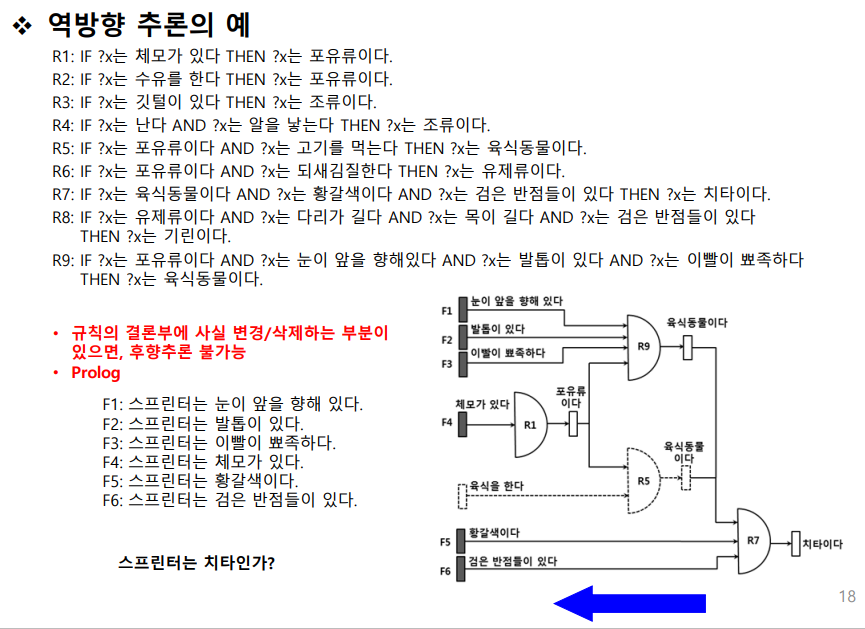 ❖ 역방향 추론의 예
R1: IF ?x는 체모가 있다 THEN ?x는 포유류이다.
R2: IF ?x는 수유를 한다 THEN ?x는 포유류이다.
R3: IF ?x는 깃털이 있다 THEN ?x는 조류이다.
R4: IF ?x는 난다 AND ?x는 알을 낳는다 THEN ?x는 조류이다.
R5: IF ?x는 포유류이다 AND ?x는 고기를 먹는다 THEN ?x는 육식동물이다.
R6: IF ?x는 포유류이다 AND ?x는 되새김질한다 THEN ?x는 유제류이다.
R7: IF ?x는 육식동물이다 AND ?x는 황갈색이다 AND ?x는 검은 반점들이 있다 THEN ?x는 치타이다.
R8: IF ?x는 유제류이다 AND ?x는 다리가 길다 AND ?x는 목이 길다 AND ?x는 검은 반점들이 있다
THEN ?x는 기린이다.
R9: IF ?x는 포유류이다 AND ?x는 눈이 앞을 향해있다 AND ?x는 발톱이 있다 AND ?x는 이빨이 뾰족하다
THEN ?x는 육식동물이다.
• 규칙의 결론부에 사실 변경/삭제하는 부분이
있으면, 후향추론 불가능
• Prolog
F1: 스프린터는 눈이 앞을 향해 있다.
F2: 스프린터는 발톱이 있다.
F3: 스프린터는 이빨이 뾰족하다.
F4: 스프린터는 체모가 있다.
F5: 스프린터는 황갈색이다.
F6: 스프린터는 검은 반점들이 있다.
스프린터는 치타인가?
F1 눈이 앞을 향해 있다
F2 발톱이 있다
F3 이빨이 뾰족하다
R9
육식동물이다
F4 체모가 있다
R1
포유류
이다
육식을 한다
R5
육식동물
이다
F5 황갈색이다
F6 검은 반점들이 있다
R7
치타이다
18